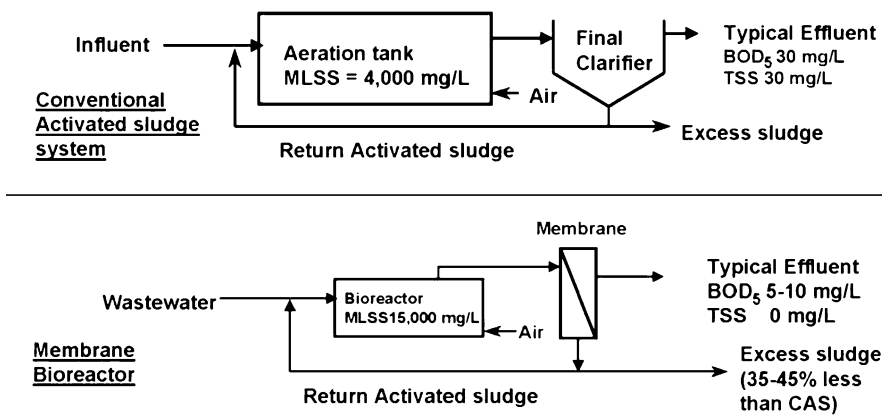 Influent
Aeration tank
MLSS = 4,000 mg/L
Final
Clarifier
Typical Effluent
BOD5 30 mg/L
TSS 30 mg/L
Air
Conventional
Activated sludge
system
Return Activated sludge
Excess sludge
Membrane
Wastewater
Bioreactor
MLSS15,000 mg/L
Air
Typical Effluent
BOD5 5-10 mg/L
TSS 0 mg/L
Membrane
Bioreactor
Return Activated sludge
Excess sludge
(35-45% less
than CAS)